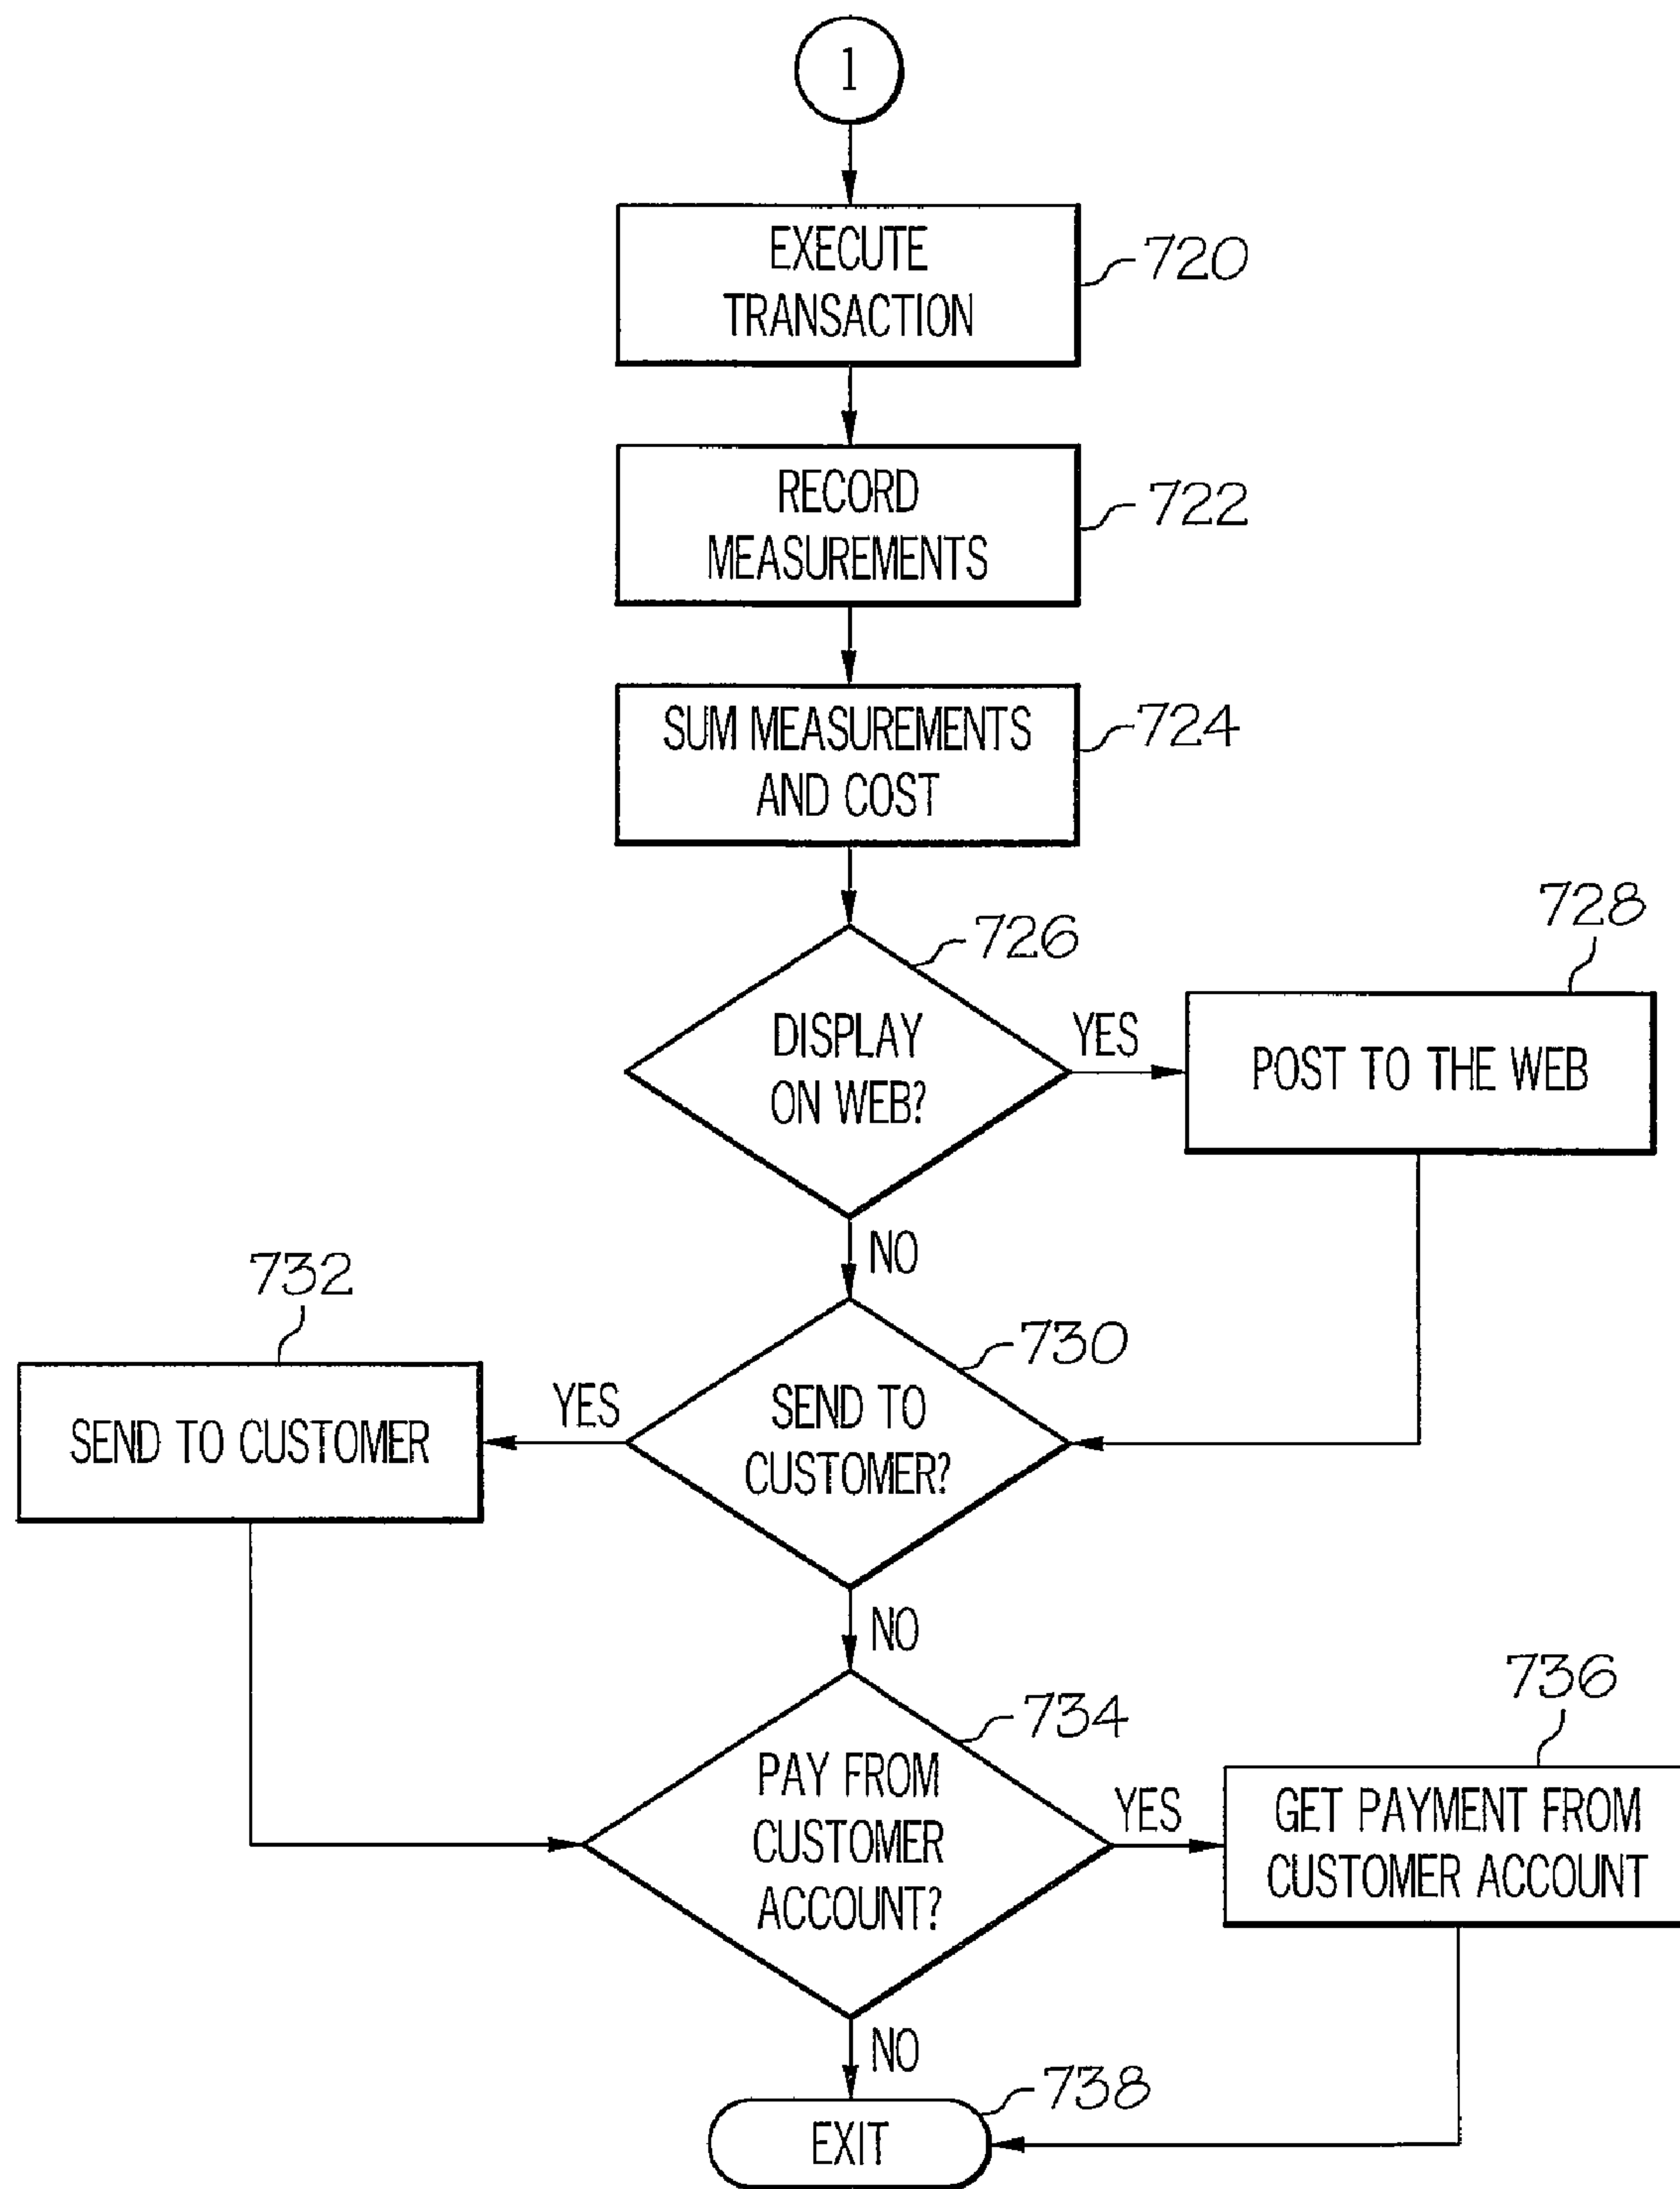 1
EXECUTE
TRANSACTION
720
RECORD
MEASUREMENTS
722
SUM MEASUREMENTS
AND COST
724
726
DISPLAY
ON WEB?
YES
728
POST TO THE WEB
NO
730
SEND TO
CUSTOMER?
YES
732
SEND TO CUSTOMER
NO
734
PAY FROM
CUSTOMER
ACCOUNT?
YES
736
GET PAYMENT FROM
CUSTOMER ACCOUNT
NO
738
EXIT